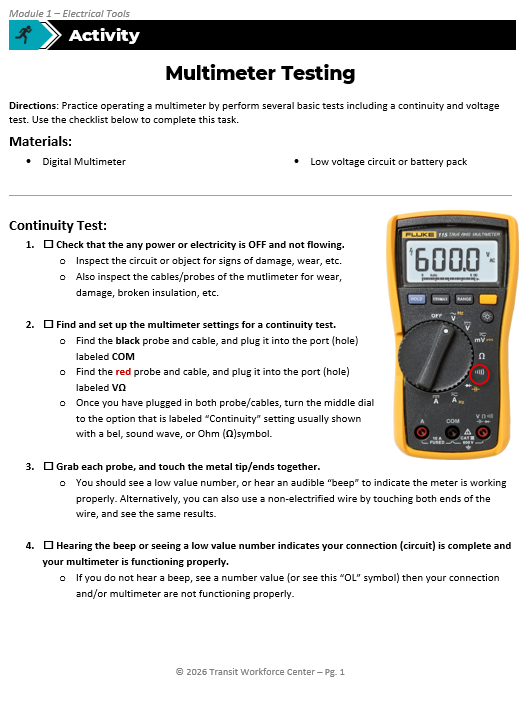 Module 1 – Electrical Tools
Activity
Multimeter Testing
Directions: Practice operating a multimeter by perform several basic tests including a continuity and voltage
test. Use the checklist below to complete this task.
Materials:
• Digital Multimeter
• Low voltage circuit or battery pack
Continuity Test:
1. ☐ Check that the any power or electricity is OFF and not flowing.
o Inspect the circuit or object for signs of damage, wear, etc.
o Also inspect the cables/probes of the mutlimeter for wear,
damage, broken insulation, etc.
2. ☐ Find and set up the multimeter settings for a continuity test.
o Find the black probe and cable, and plug it into the port (hole)
labeled COM
o Find the red probe and cable, and plug it into the port (hole)
labeled VΩ
o Once you have plugged in both probe/cables, turn the middle dial
to the option that is labeled “Continuity” setting usually shown
with a bel, sound wave, or Ohm (Ω)symbol.
FLUKE 115 TRUE RMS MULTIMETER
600.0 V AC
HOLD MIN MAX RANGE
OFF
V Hz
V
mV
Ω
A
A Hz
A COM V Ω
10 A FUSED
CAT III 600 V
3. ☐ Grab each probe, and touch the metal tip/ends together.
o You should see a low value number, or hear an audible “beep” to indicate the meter is working
properly. Alternatively, you can also use a non-electrified wire by touching both ends of the
wire, and see the same results.
4. ☐ Hearing the beep or seeing a low value number indicates your connection (circuit) is complete and
your multimeter is functioning properly.
o If you do not hear a beep, see a number value (or see this “OL” symbol) then your connection
and/or multimeter are not functioning properly.
© 2026 Transit Workforce Center – Pg. 1